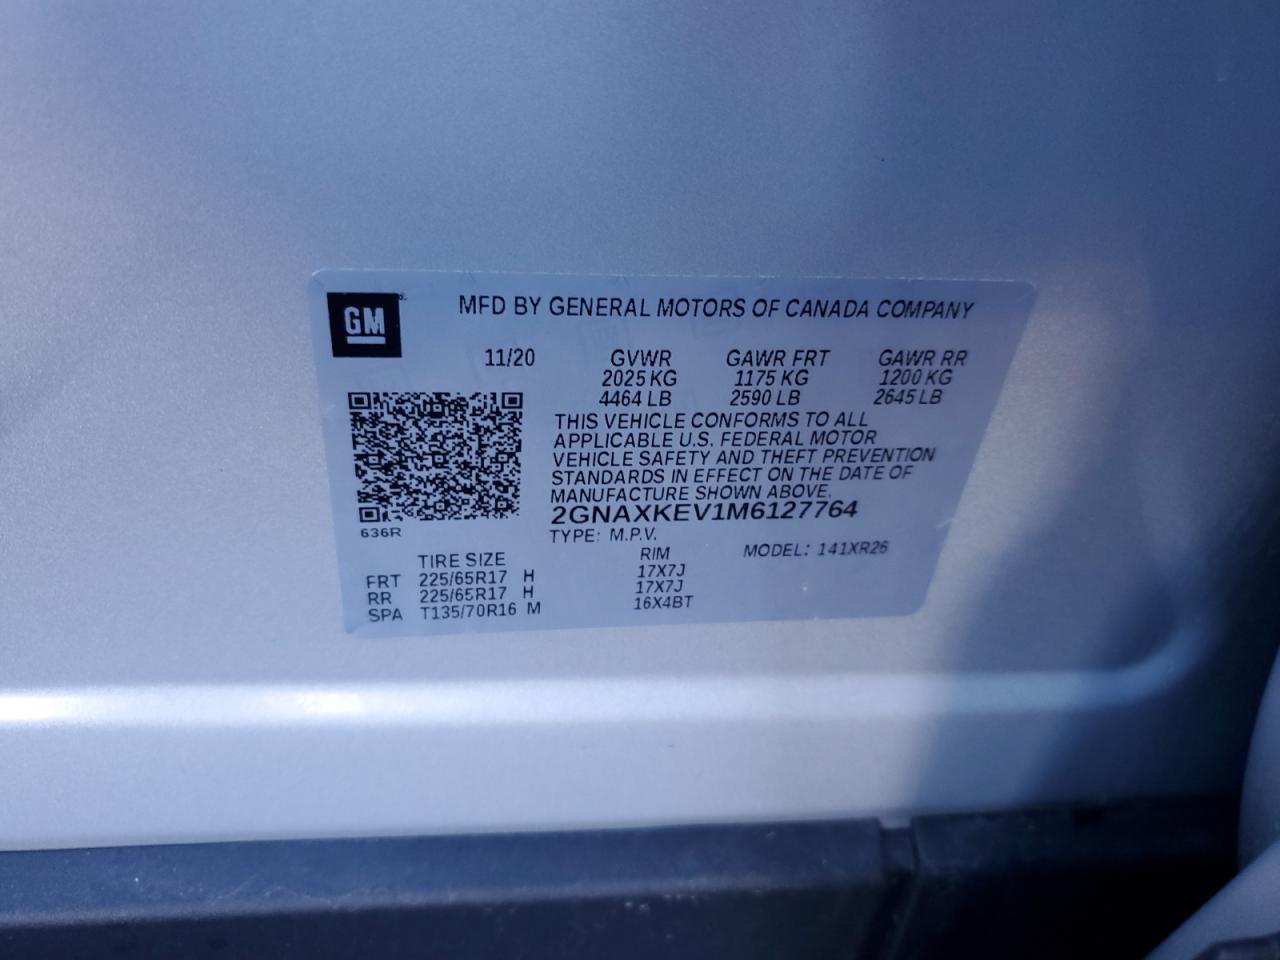 GM
MFD BY GENERAL MOTORS OF CANADA COMPANY
11/20 GVWR GAWR FRT GAWR RR
2025 KG 1175 KG 1200 KG
4464 LB 2590 LB 2645 LB
THIS VEHICLE CONFORMS TO ALL
APPLICABLE U.S. FEDERAL MOTOR
VEHICLE SAFETY AND THEFT PREVENTION
STANDARDS IN EFFECT ON THE DATE OF
MANUFACTURE SHOWN ABOVE.
2GNAXKEV1M6127764
636R
TYPE: M.P.V.
TIRE SIZE RIM MODEL: 141XR26
FRT 225/65R17 H 17X7J
RR 225/65R17 H 17X7J
SPA T135/70R16 M 16X4BT